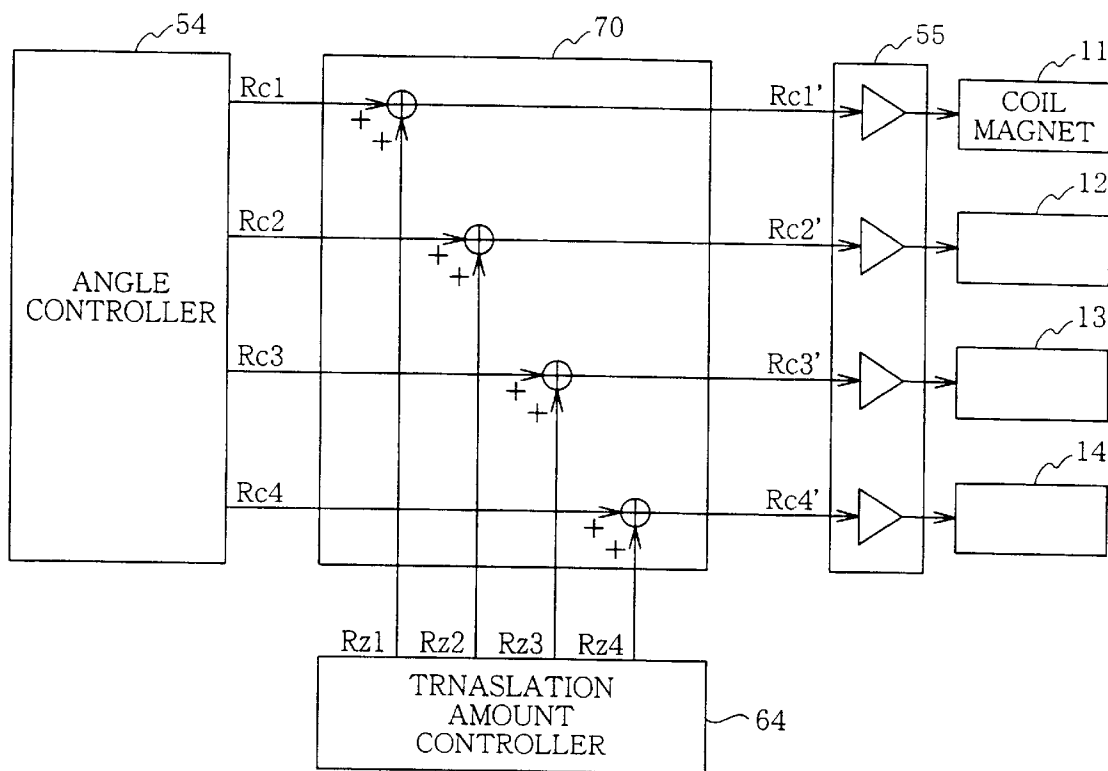 54
70
55
11
Rc1
Rc1'
COIL
MAGNET
+
+
12
Rc2
Rc2'
+
+
ANGLE
CONTROLLER
13
Rc3
Rc3'
+
+
14
Rc4
Rc4'
+
+
Rz1 Rz2 Rz3 Rz4
TRNASLATION
AMOUNT
CONTROLLER
64